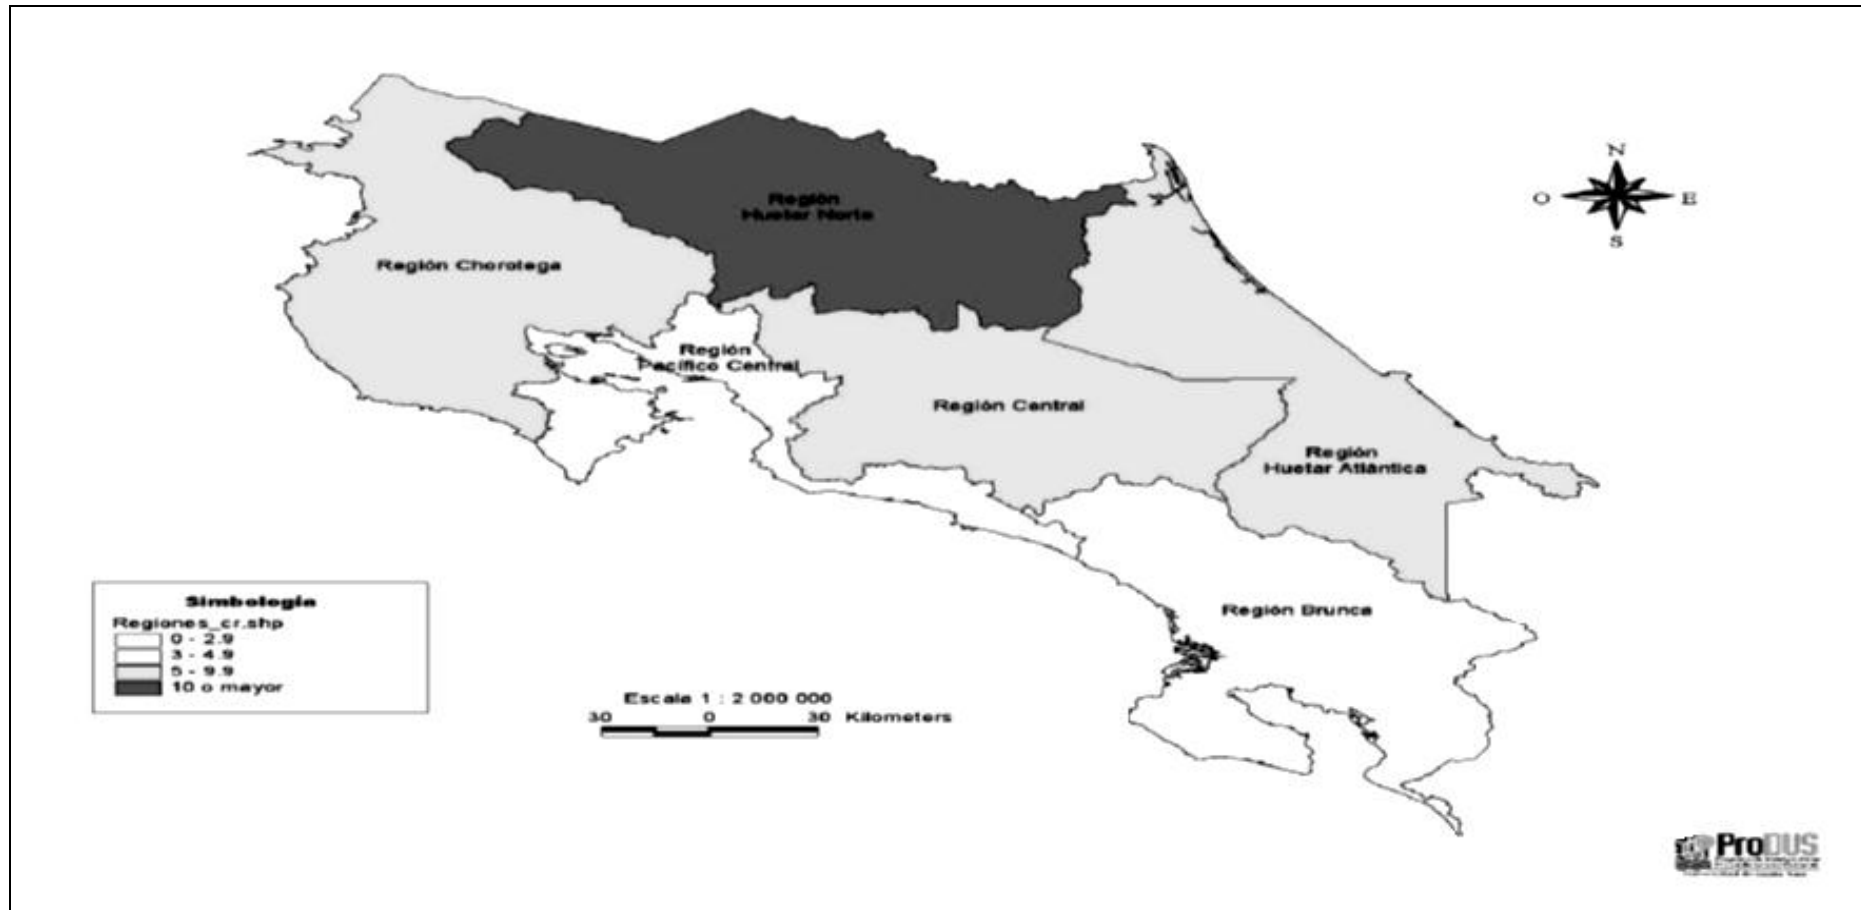 N
O E
S
Región
Huetar Norte
Región Chorotega
Región
Pacífico Central
Región Central
Región
Huetar Atlántica
Región Brunca
Simbología
Regiones_cr.shp
0 - 2.9
3 - 4.9
5 - 9.9
10 o mayor
Escala 1 : 2 000 000
30 0 30 Kilometers
ProDUS